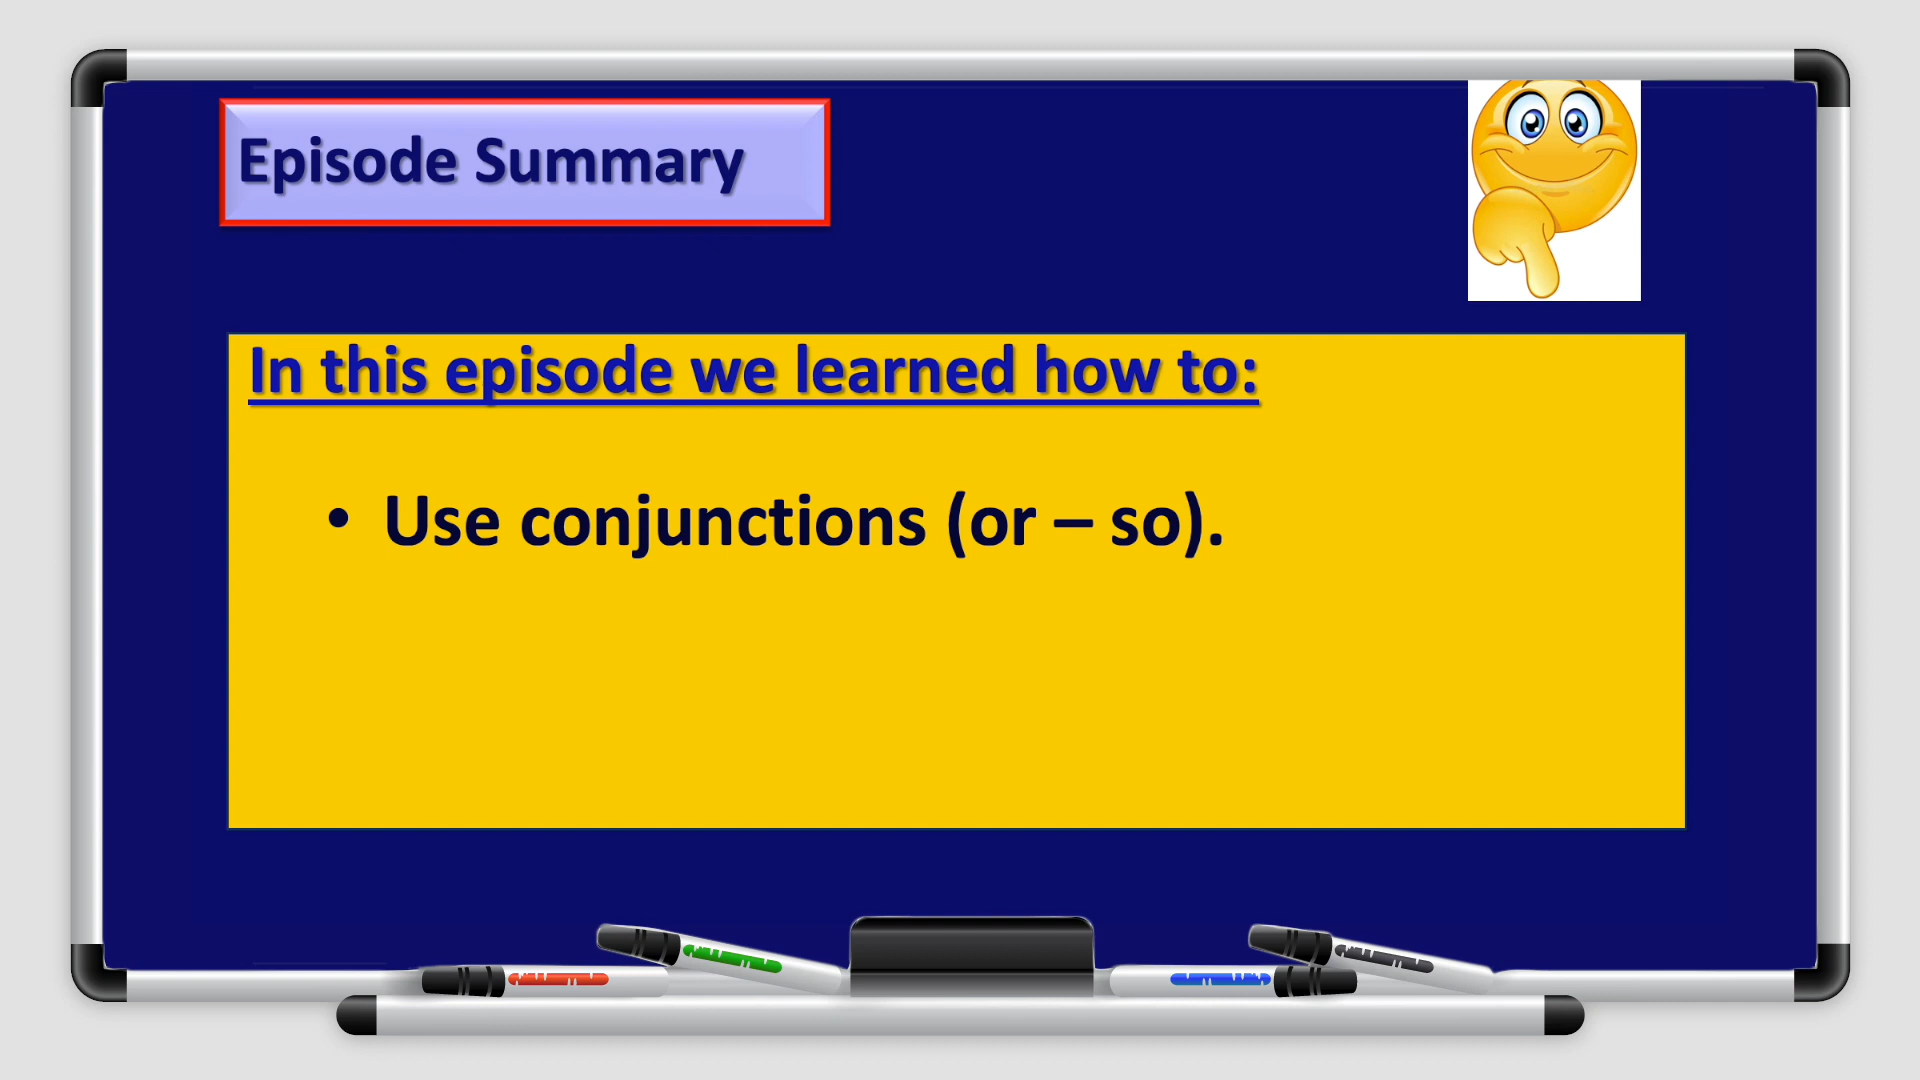 Episode Summary
In this episode we learned how to:
• Use conjunctions (or – so).